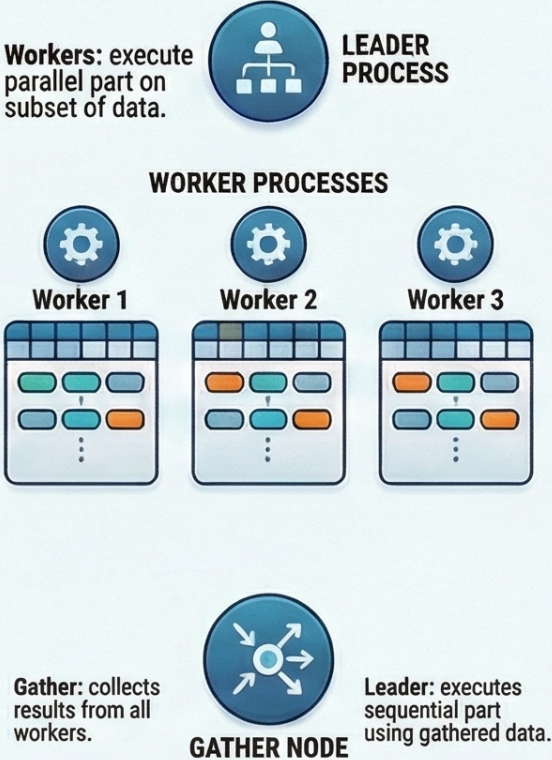 Workers: execute
parallel part on
subset of data.
LEADER
PROCESS
WORKER PROCESSES
Worker 1
Worker 2
Worker 3
Gather: collects
results from all
workers.
GATHER NODE
Leader: executes
sequential part
using gathered data.